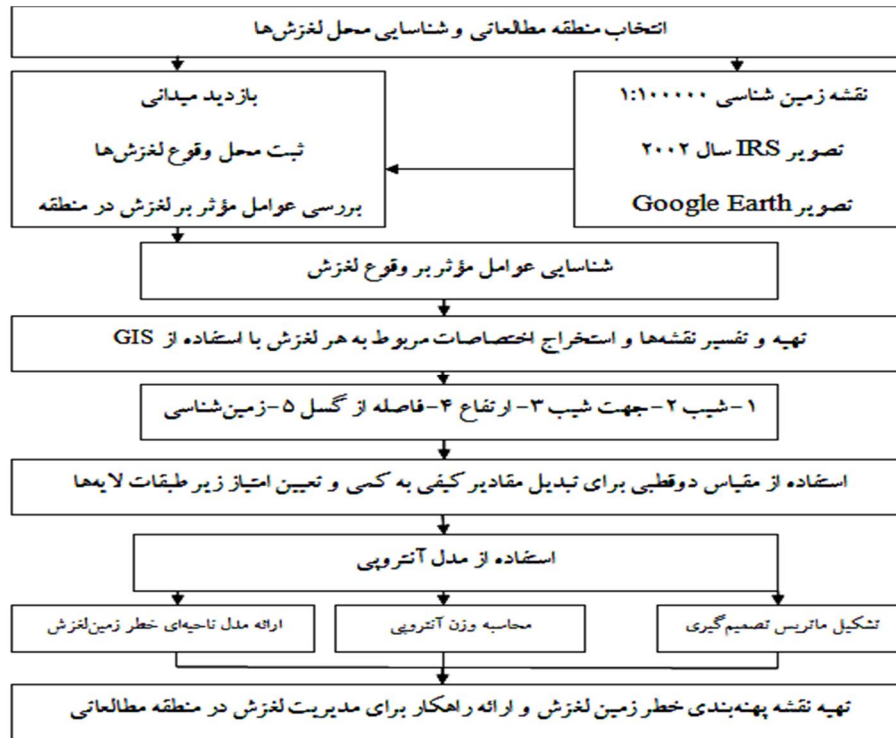 انتخاب منطقه مطالعاتی و شناسایی محل لغزش‌ها
نقشه زمین شناسی ۱:۱۰۰۰۰۰
تصویر IRS سال ۲۰۰۲
تصویر Google Earth
بازدید میدانی
ثبت محل وقوع لغزش‌ها
بررسی عوامل مؤثر بر لغزش در منطقه
شناسایی عوامل مؤثر بر وقوع لغزش
تهیه و تفسیر نقشه‌ها و استخراج اختصاصات مربوط به هر لغزش با استفاده از GIS
۱-شیب ۲-جهت شیب ۳- ارتفاع ۴-فاصله از گسل ۵-زمین‌شناسی
استفاده از مقیاس دوقطبی برای تبدیل مقادیر کیفی به کمی و تعیین امتیاز زیر طبقات لایه‌ها
استفاده از مدل آنتروپی
تشکیل ماتریس تصمیم‌گیری
محاسبه وزن آنتروپی
ارائه مدل ناحیه‌ای خطر زمین‌لغزش
تهیه نقشه پهنه‌بندی خطر زمین لغزش و ارائه راهکار برای مدیریت لغزش در منطقه مطالعاتی